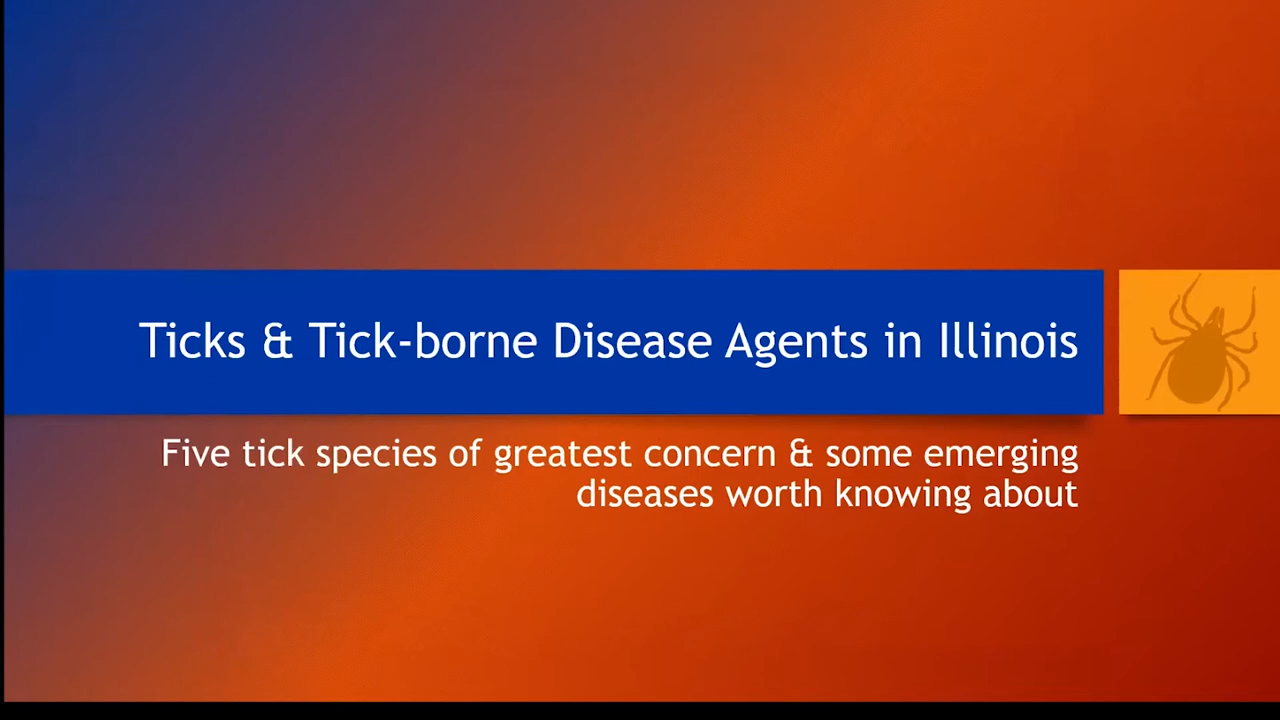 Ticks & Tick-borne Disease Agents in Illinois
Five tick species of greatest concern & some emerging
diseases worth knowing about